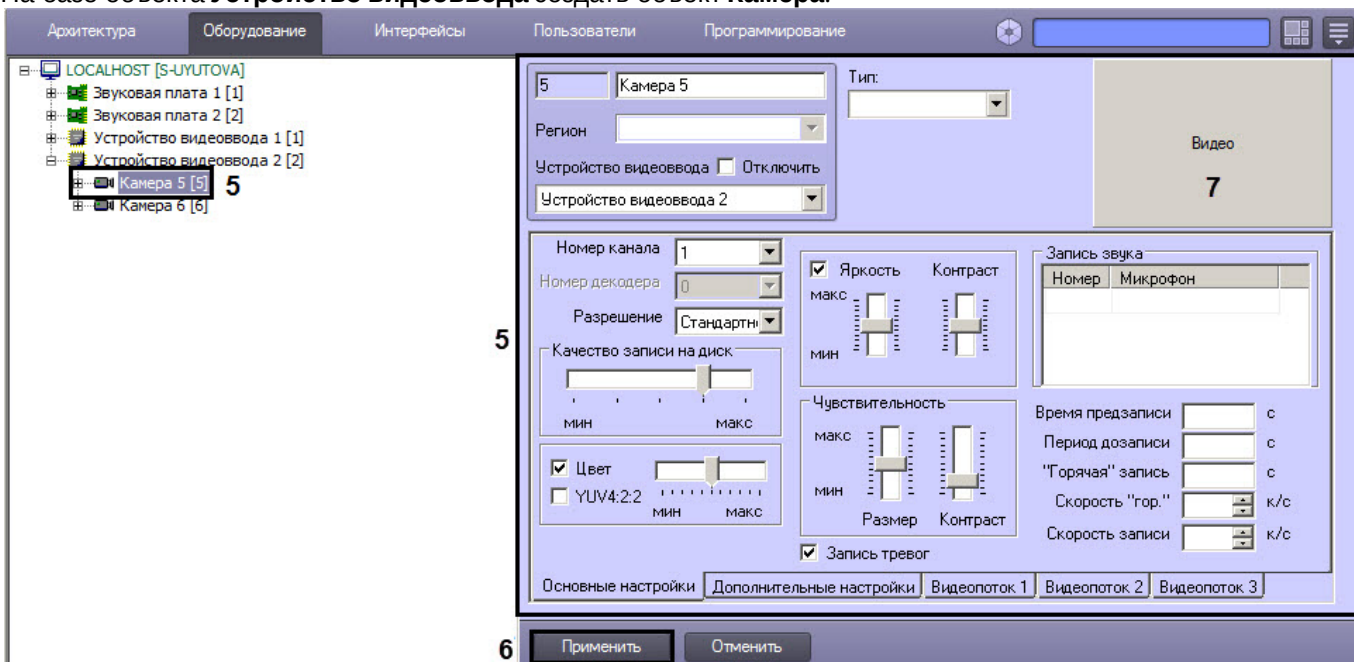 На базе объекта Устройство видеоввода создать объект Камера.
Архитектура Оборудование Интерфейсы Пользователи Программирование
LOCALHOST [S-UYUTOVA]
Звуковая плата 1 [1]
Звуковая плата 2 [2]
Устройство видеоввода 1 [1]
Устройство видеоввода 2 [2]
Камера 5 [5] 5
Камера 6 [6]
5 Камера 5
Тип:
Регион
Устройство видеоввода Отключить
Устройство видеоввода 2
Видео
7
5
Номер канала 1
Номер декодера 0
Разрешение Стандартн
Качество записи на диск
мин макс
Цвет
YUV4:2:2
мин макс
Яркость Контраст
макс
мин
Чувствительность
макс
мин
Размер Контраст
Запись тревог
Запись звука
Номер Микрофон
Время предзаписи с
Период дозаписи с
"Горячая" запись с
Скорость "гор." к/с
Скорость записи к/с
Основные настройки Дополнительные настройки Видеопоток 1 Видеопоток 2 Видеопоток 3
6 Применить Отменить